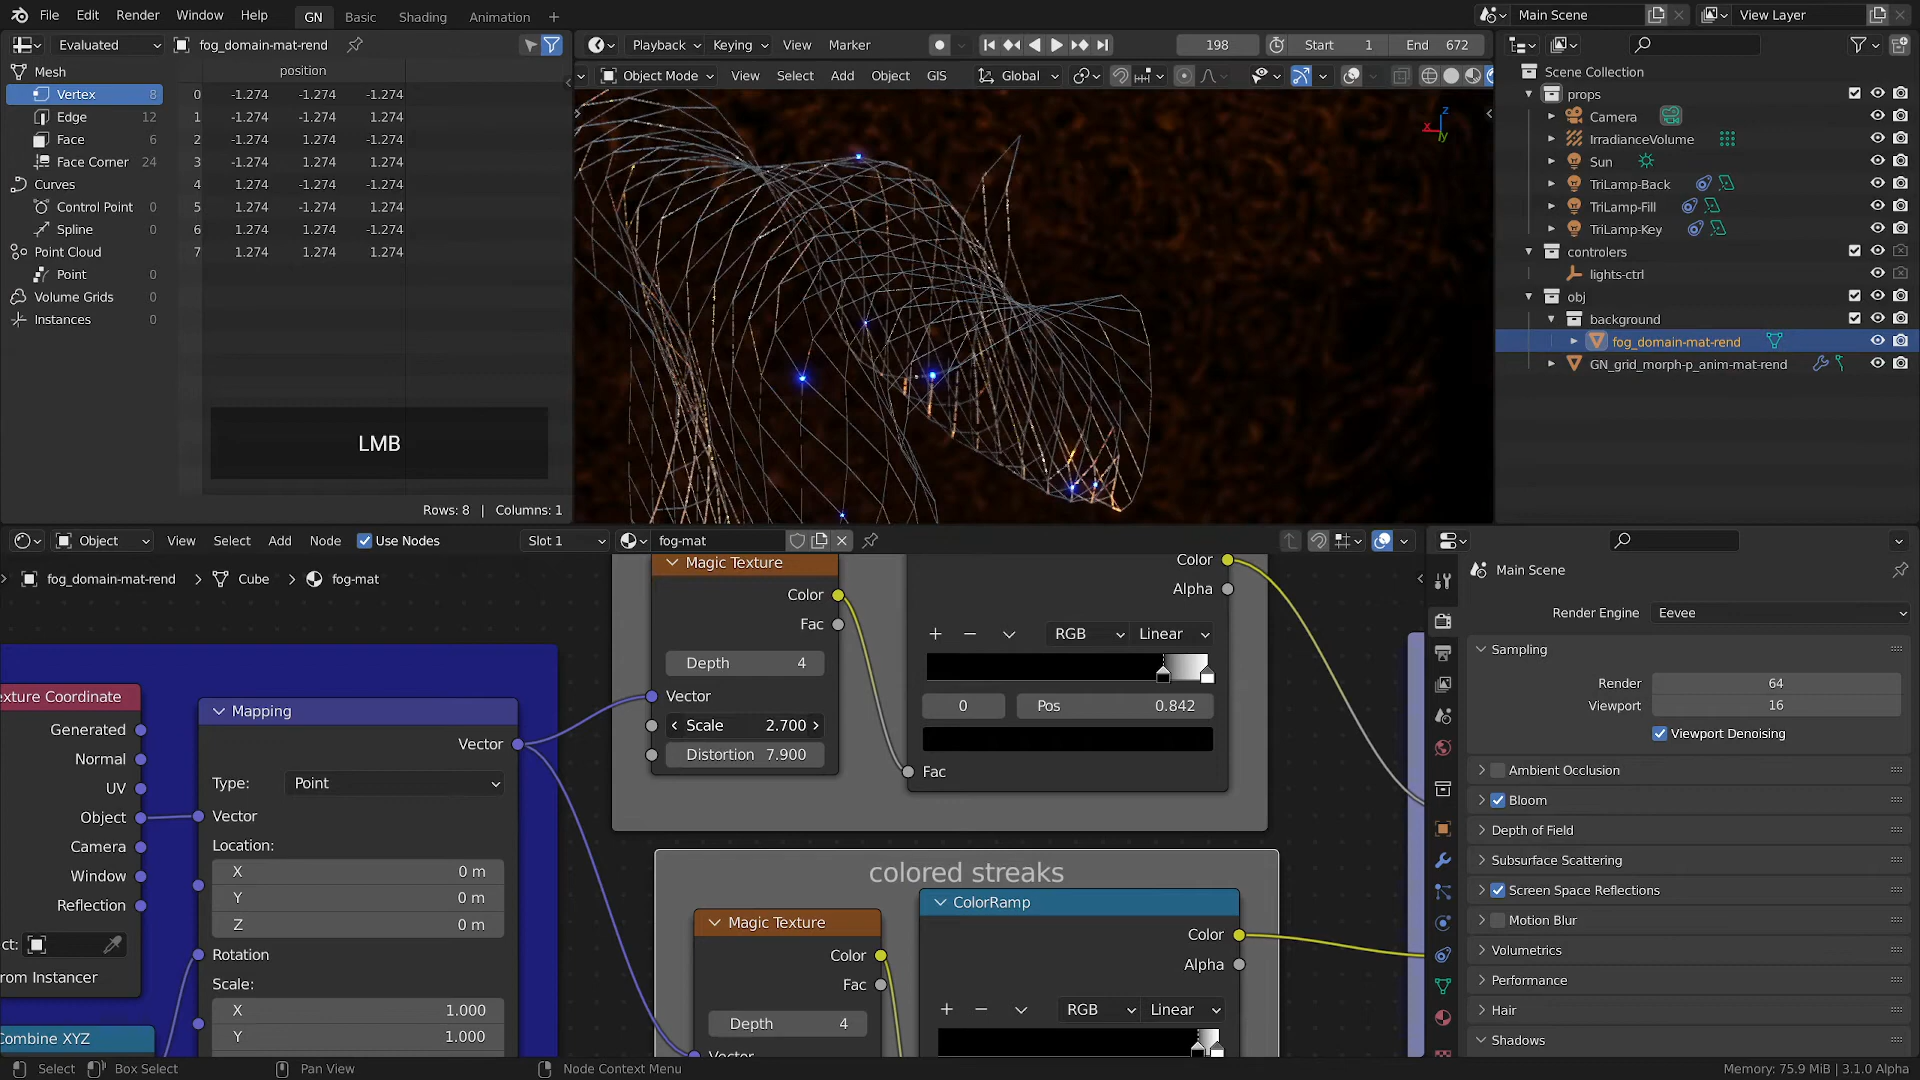 File Edit Render Window Help GN Basic Shading Animation + Main Scene View Layer
Evaluated fog_domain-mat-rend
Playback Keying View Marker 198 Start 1 End 672
Object Mode View Select Add Object GIS Global
position
Mesh
Vertex 8
Edge 12
Face 6
Face Corner 24
Curves
Control Point 0
Spline 0
Point Cloud
Point 0
Volume Grids 0
Instances 0
0 -1.274 -1.274 -1.274
1 -1.274 -1.274 1.274
2 -1.274 1.274 -1.274
3 -1.274 1.274 1.274
4 1.274 -1.274 -1.274
5 1.274 -1.274 1.274
6 1.274 1.274 -1.274
7 1.274 1.274 1.274
LMB
Rows: 8 | Columns: 1
Z
X
Y
Scene Collection
props
Camera
IrradianceVolume
Sun
TriLamp-Back
TriLamp-Fill
TriLamp-Key
controlers
lights-ctrl
obj
background
fog_domain-mat-rend
GN_grid_morph-p_anim-mat-rend
Object View Select Add Node Use Nodes Slot 1 fog-mat
fog_domain-mat-rend > Cube > fog-mat
exture Coordinate
Generated
Normal
UV
Object
Camera
Window
Reflection
ct:
rom Instancer
Combine XYZ
Mapping
Vector
Type: Point
Vector
Location:
X 0 m
Y 0 m
Z 0 m
Rotation
Scale:
X 1.000
Y 1.000
Magic Texture
Color
Fac
Depth 4
Vector
Scale 2.700
Distortion 7.900
Color
Alpha
RGB Linear
0 Pos 0.842
Fac
colored streaks
Magic Texture
Color
Fac
Depth 4
Vector
ColorRamp
Color
Alpha
RGB Linear
Main Scene
Render Engine Eevee
Sampling
Render 64
Viewport 16
Viewport Denoising
Ambient Occlusion
Bloom
Depth of Field
Subsurface Scattering
Screen Space Reflections
Motion Blur
Volumetrics
Performance
Hair
Shadows
Select Box Select Pan View Node Context Menu Memory: 75.9 MiB | 3.1.0 Alpha